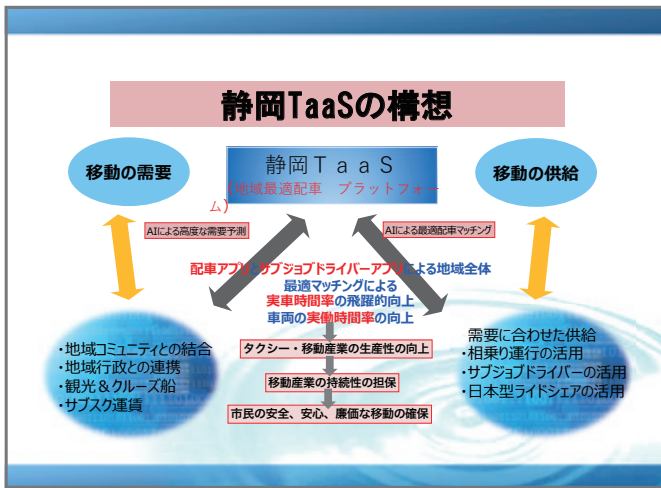 静岡TaaSの構想
移動の需要
静岡TaaS
(地域最適配車 プラットフォー
ム)
移動の供給
AIによる高度な需要予測
AIによる最適配車マッチング
配車アプリとサブジョブドライバーアプリによる地域全体
最適マッチングによる
実車時間率の飛躍的向上
車両の実働時間率の向上
タクシー・移動産業の生産性の向上
移動産業の持続性の担保
市民の安全、安心、廉価な移動の確保
・地域コミュニティとの結合
・地域行政との連携
・観光&クルーズ船
・サブスク運賃
需要に合わせた供給
・相乗り運行の活用
・サブジョブドライバーの活用
・日本型ライドシェアの活用